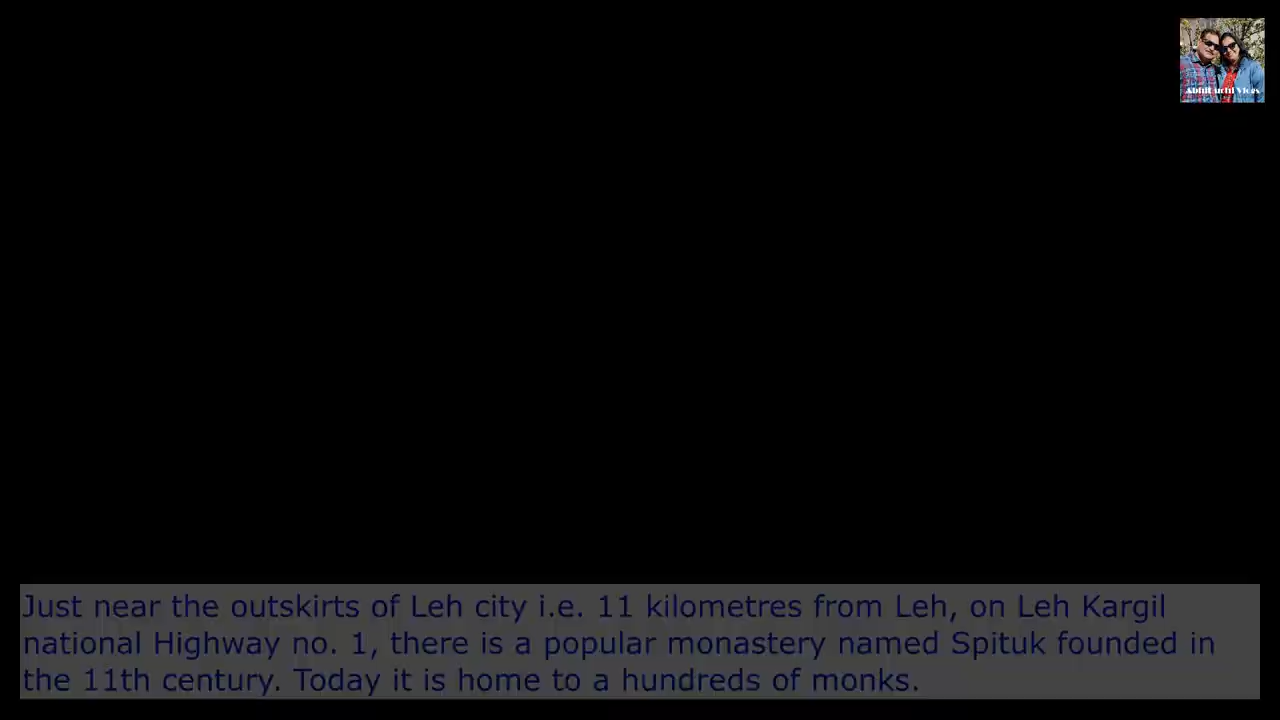 Just near the outskirts of Leh city i.e. 11 kilometres from Leh, on Leh Kargil
national Highway no. 1, there is a popular monastery named Spituk founded in
the 11th century. Today it is home to a hundreds of monks.